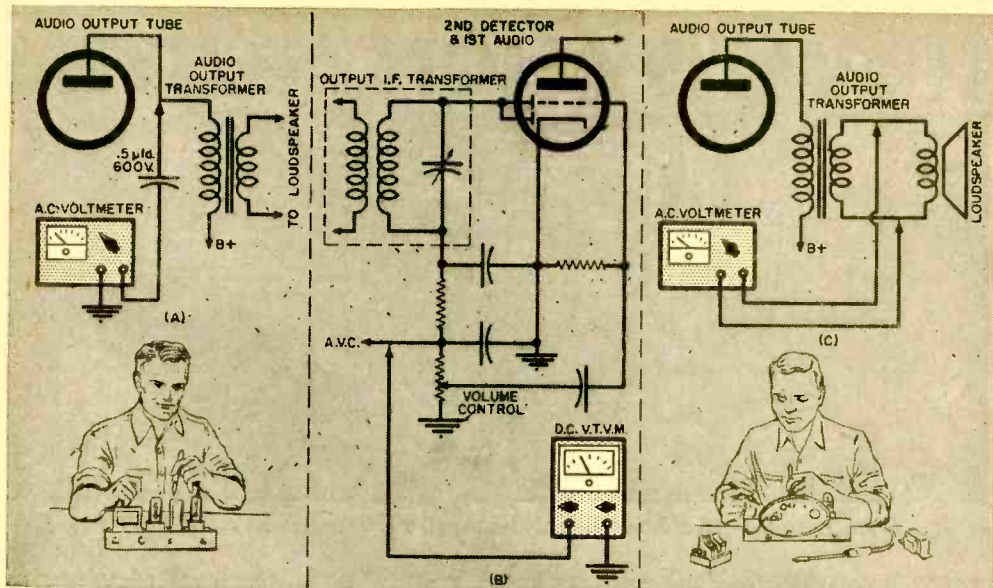 AUDIO OUTPUT TUBE
AUDIO
OUTPUT
TRANSFORMER
.5 µfd.
600V.
A.C. VOLTMETER
B+
TO LOUDSPEAKER
(A)
2ND DETECTOR
& 1ST AUDIO
OUTPUT I.F. TRANSFORMER
A.V.C.
VOLUME
CONTROL
D.C. V.T.V.M.
(B)
AUDIO OUTPUT TUBE
AUDIO
OUTPUT
TRANSFORMER
A.C. VOLTMETER
B+
LOUDSPEAKER
(C)